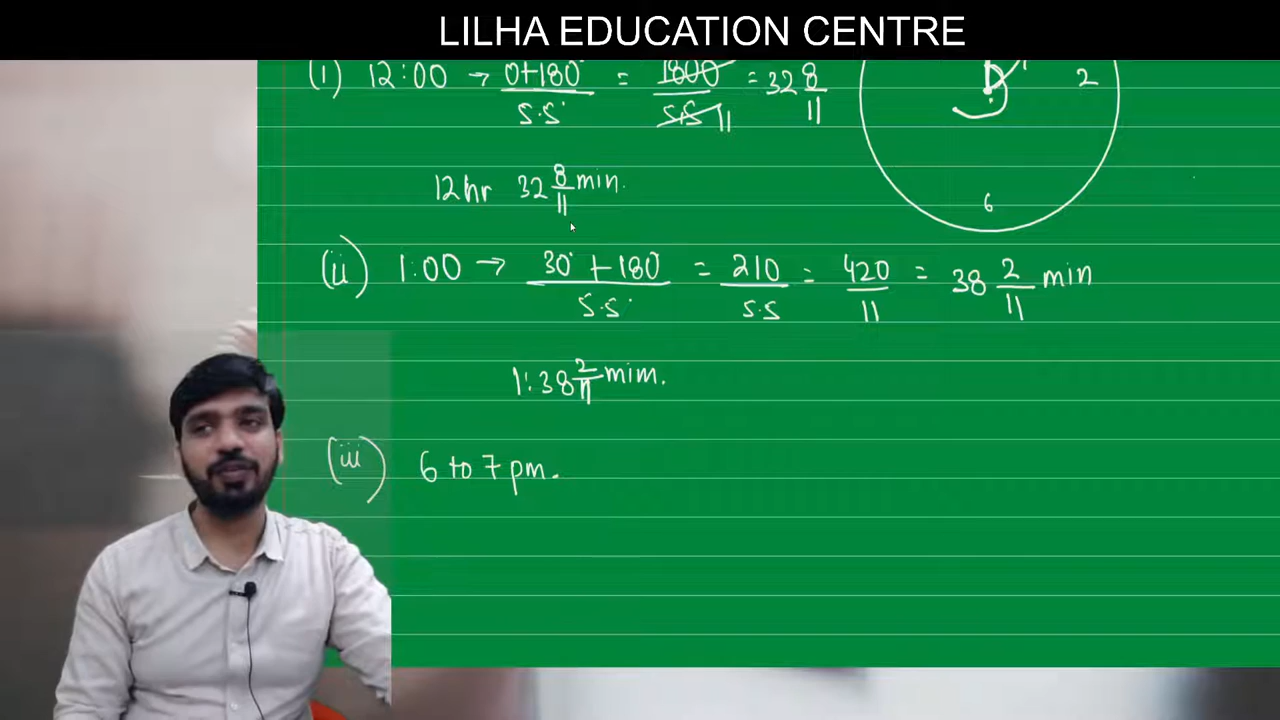 LILHA EDUCATION CENTRE
(i) 12:00 → 0+180°/5.5° = 1800/55 11 = 32 8/11
2
12hr 32 8/11 min.
6
(ii) 1:00 → 30°+180/5.5° = 210/5.5 = 420/11 = 38 2/11 min
1:38 2/11 mim.
(iii) 6 to 7 pm.